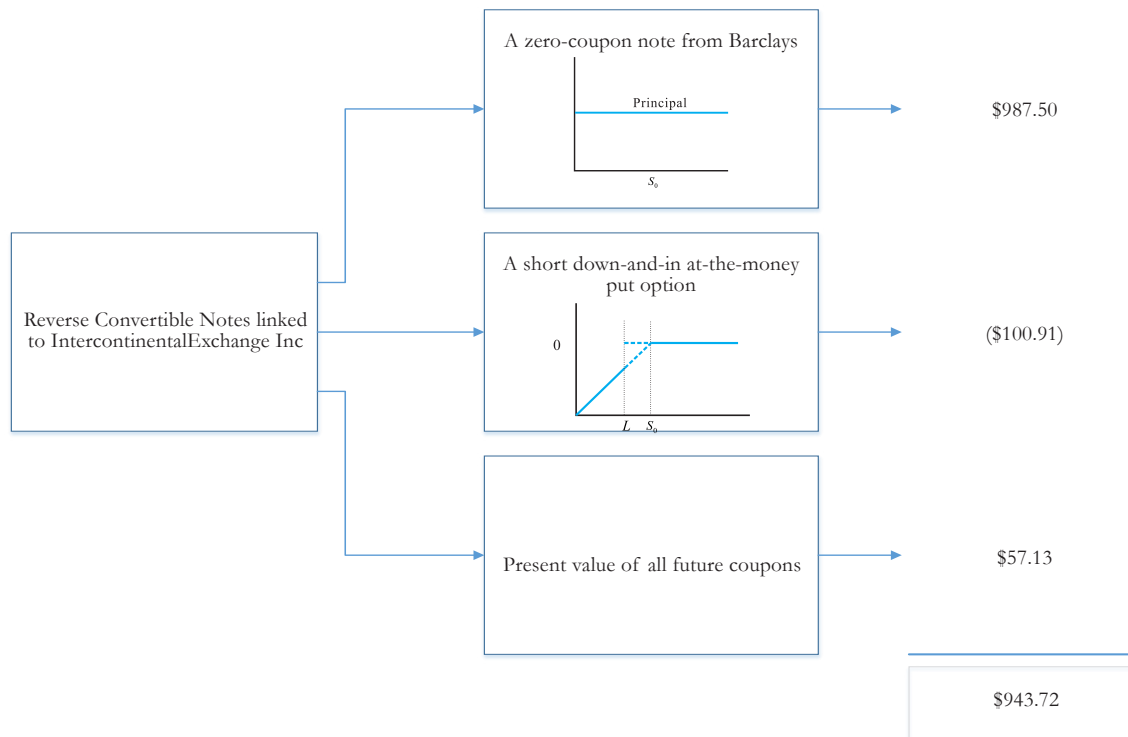 A zero-coupon note from Barclays
Principal
S₀
$987.50
Reverse Convertible Notes linked
to IntercontinentalExchange Inc
A short down-and-in at-the-money
put option
0
L S₀
($100.91)
Present value of all future coupons
$57.13
$943.72